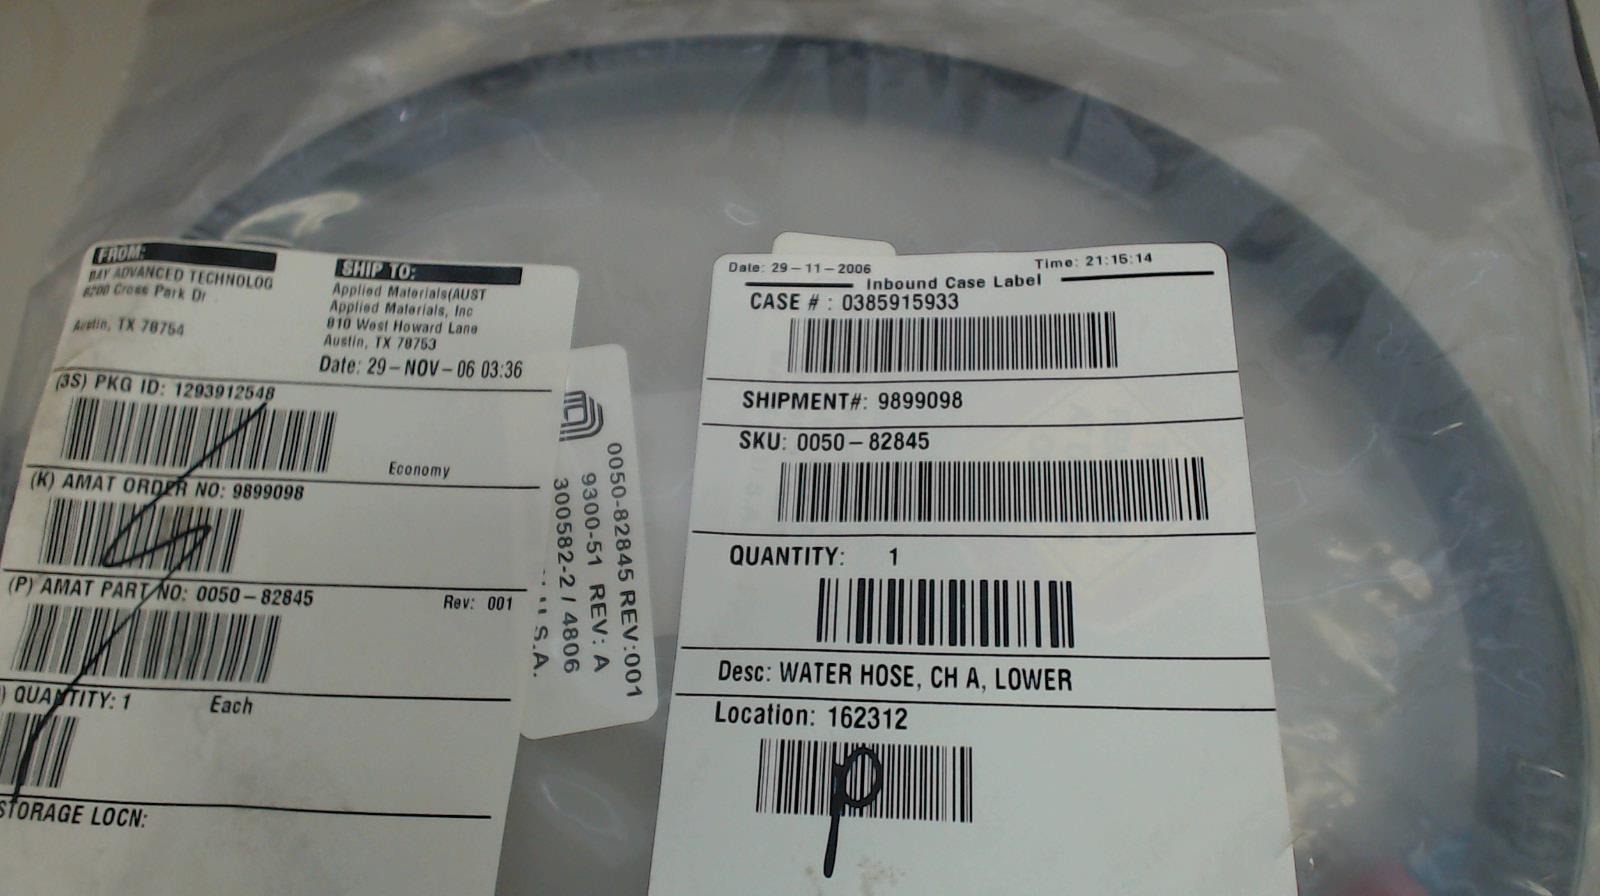 FROM:
BAY ADVANCED TECHNOLOG
8200 Cross Park Dr
Austin, TX 78754
SHIP TO:
Applied Materials(AUST
Applied Materials, Inc
810 West Howard Lane
Austin, TX 78753
Date: 29-NOV-06 03:36
(3S) PKG ID: 1293912548
Economy
(K) AMAT ORDER NO: 9899098
(P) AMAT PART NO: 0050-82845
Rev: 001
) QUANTITY: 1 Each
STORAGE LOCN:
0050-82845 REV:001
9300-51 REV: A
300582-2 / 4806
U.S.A.
Date: 29-11-2006
Time: 21:15:14
Inbound Case Label
CASE # : 0385915933
SHIPMENT#: 9899098
SKU: 0050-82845
QUANTITY: 1
Desc: WATER HOSE, CH A, LOWER
Location: 162312